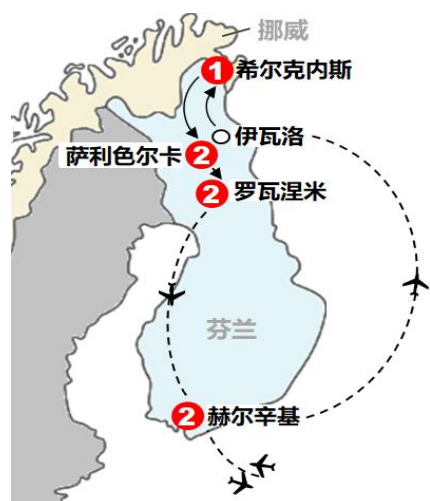 挪威
1 希尔克内斯
伊瓦洛
萨利色尔卡 2
2 罗瓦涅米
芬兰
2 赫尔辛基